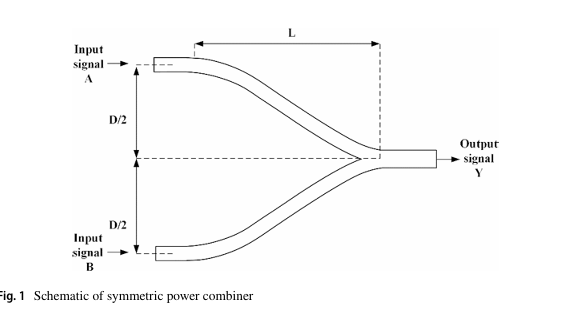 L
Input
signal
A
D/2
Output
signal
Y
D/2
Input
signal
B
Fig. 1 Schematic of symmetric power combiner